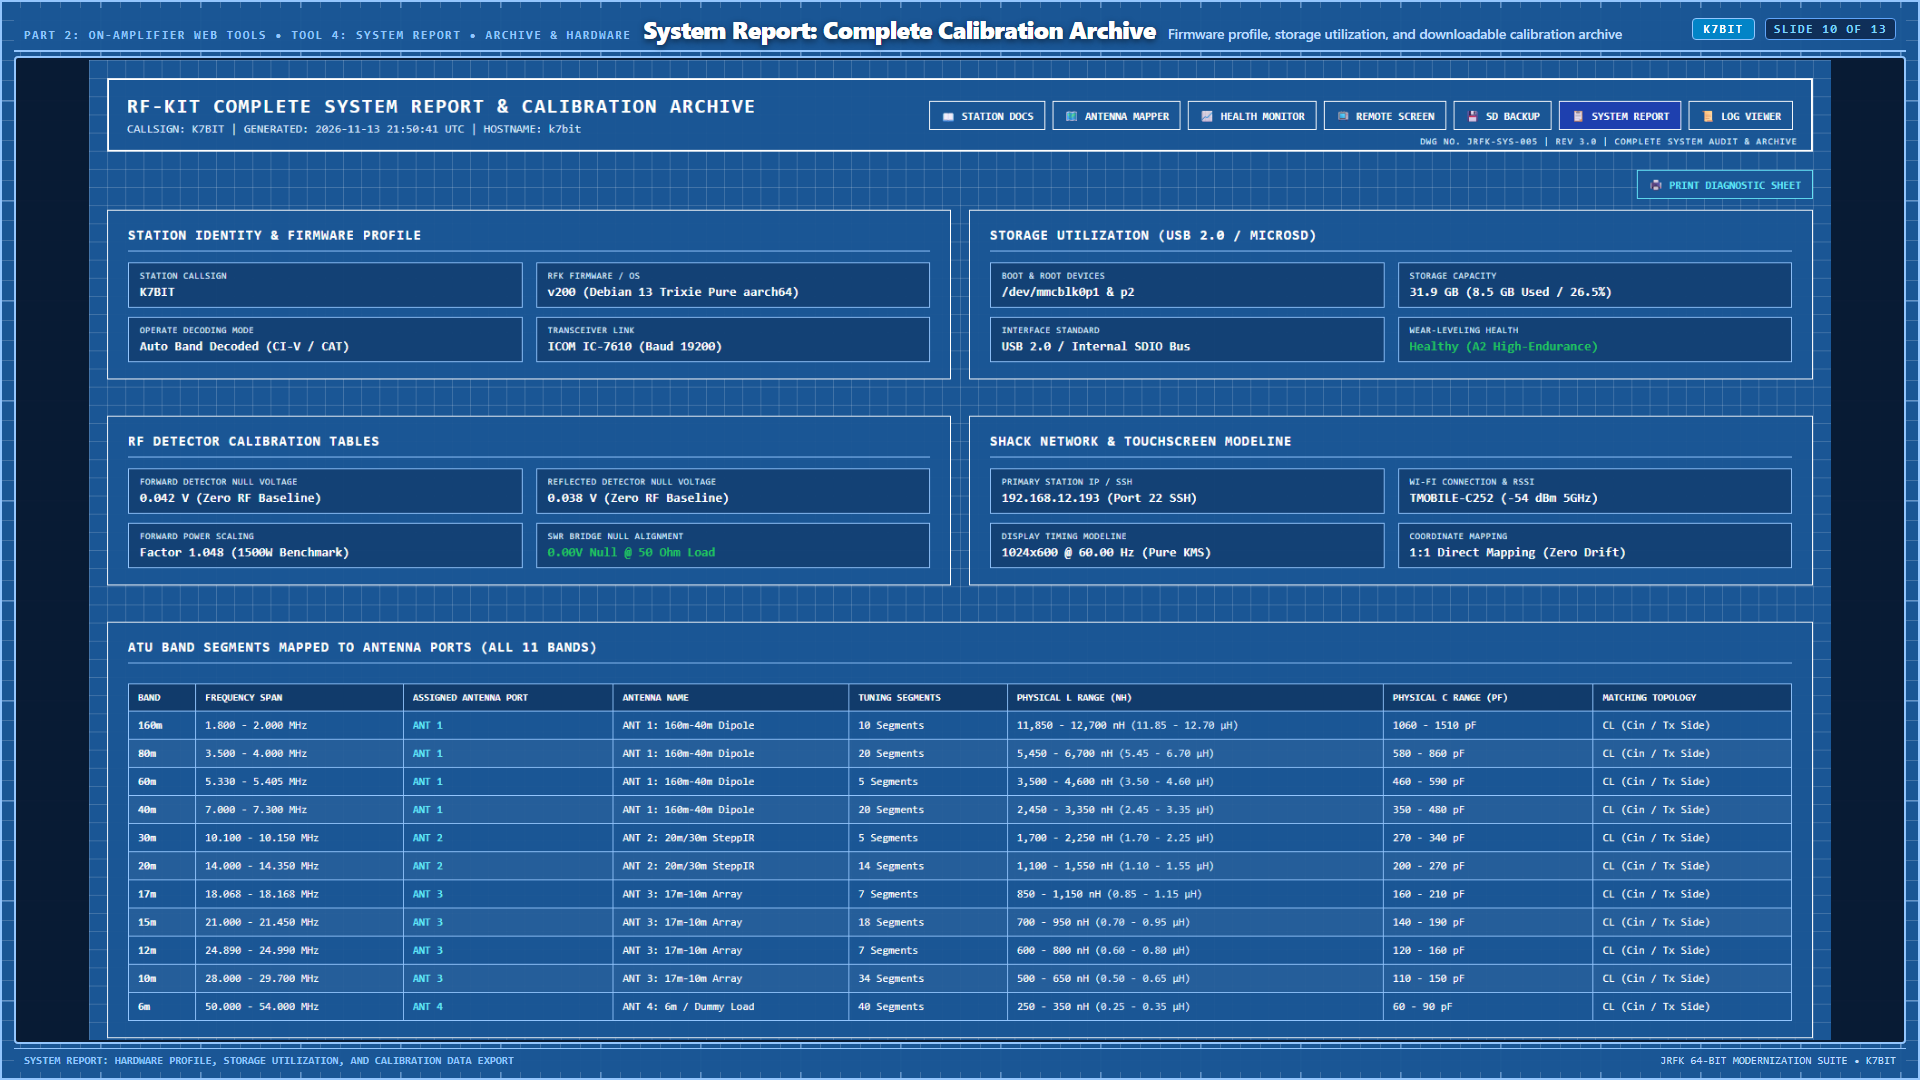 PART 2: ON-AMPLIFIER WEB TOOLS • TOOL 4: SYSTEM REPORT • ARCHIVE & HARDWARE
System Report: Complete Calibration Archive
Firmware profile, storage utilization, and downloadable calibration archive
K7BIT
SLIDE 10 OF 13
RF-KIT COMPLETE SYSTEM REPORT & CALIBRATION ARCHIVE
CALLSIGN: K7BIT | GENERATED: 2026-11-13 21:50:41 UTC | HOSTNAME: k7bit
STATION DOCS
ANTENNA MAPPER
HEALTH MONITOR
REMOTE SCREEN
SD BACKUP
SYSTEM REPORT
LOG VIEWER
DWG NO. JRFK-SYS-005 | REV 3.0 | COMPLETE SYSTEM AUDIT & ARCHIVE
PRINT DIAGNOSTIC SHEET
STATION IDENTITY & FIRMWARE PROFILE
STATION CALLSIGN
K7BIT
RFK FIRMWARE / OS
v200 (Debian 13 Trixie Pure aarch64)
OPERATE DECODING MODE
Auto Band Decoded (CI-V / CAT)
TRANSCEIVER LINK
ICOM IC-7610 (Baud 19200)
STORAGE UTILIZATION (USB 2.0 / MICROSD)
BOOT & ROOT DEVICES
/dev/mmcblk0p1 & p2
STORAGE CAPACITY
31.9 GB (8.5 GB Used / 26.5%)
INTERFACE STANDARD
USB 2.0 / Internal SDIO Bus
WEAR-LEVELING HEALTH
Healthy (A2 High-Endurance)
RF DETECTOR CALIBRATION TABLES
FORWARD DETECTOR NULL VOLTAGE
0.042 V (Zero RF Baseline)
REFLECTED DETECTOR NULL VOLTAGE
0.038 V (Zero RF Baseline)
FORWARD POWER SCALING
Factor 1.048 (1500W Benchmark)
SWR BRIDGE NULL ALIGNMENT
0.00V Null @ 50 Ohm Load
SHACK NETWORK & TOUCHSCREEN MODELINE
PRIMARY STATION IP / SSH
192.168.12.193 (Port 22 SSH)
WI-FI CONNECTION & RSSI
TMOBILE-C252 (-54 dBm 5GHz)
DISPLAY TIMING MODELINE
1024x600 @ 60.00 Hz (Pure KMS)
COORDINATE MAPPING
1:1 Direct Mapping (Zero Drift)
ATU BAND SEGMENTS MAPPED TO ANTENNA PORTS (ALL 11 BANDS)
BAND FREQUENCY SPAN ASSIGNED ANTENNA PORT ANTENNA NAME TUNING SEGMENTS PHYSICAL L RANGE (NH) PHYSICAL C RANGE (PF) MATCHING TOPOLOGY
160m 1.800 - 2.000 MHz ANT 1 ANT 1: 160m-40m Dipole 10 Segments 11,850 - 12,700 nH (11.85 - 12.70 µH) 1060 - 1510 pF CL (Cin / Tx Side)
80m 3.500 - 4.000 MHz ANT 1 ANT 1: 160m-40m Dipole 20 Segments 5,450 - 6,700 nH (5.45 - 6.70 µH) 580 - 860 pF CL (Cin / Tx Side)
60m 5.330 - 5.405 MHz ANT 1 ANT 1: 160m-40m Dipole 5 Segments 3,500 - 4,600 nH (3.50 - 4.60 µH) 460 - 590 pF CL (Cin / Tx Side)
40m 7.000 - 7.300 MHz ANT 1 ANT 1: 160m-40m Dipole 20 Segments 2,450 - 3,350 nH (2.45 - 3.35 µH) 350 - 480 pF CL (Cin / Tx Side)
30m 10.100 - 10.150 MHz ANT 2 ANT 2: 20m/30m SteppIR 5 Segments 1,700 - 2,250 nH (1.70 - 2.25 µH) 270 - 340 pF CL (Cin / Tx Side)
20m 14.000 - 14.350 MHz ANT 2 ANT 2: 20m/30m SteppIR 14 Segments 1,100 - 1,550 nH (1.10 - 1.55 µH) 200 - 270 pF CL (Cin / Tx Side)
17m 18.068 - 18.168 MHz ANT 3 ANT 3: 17m-10m Array 7 Segments 850 - 1,150 nH (0.85 - 1.15 µH) 160 - 210 pF CL (Cin / Tx Side)
15m 21.000 - 21.450 MHz ANT 3 ANT 3: 17m-10m Array 18 Segments 700 - 950 nH (0.70 - 0.95 µH) 140 - 190 pF CL (Cin / Tx Side)
12m 24.890 - 24.990 MHz ANT 3 ANT 3: 17m-10m Array 7 Segments 600 - 800 nH (0.60 - 0.80 µH) 120 - 160 pF CL (Cin / Tx Side)
10m 28.000 - 29.700 MHz ANT 3 ANT 3: 17m-10m Array 34 Segments 500 - 650 nH (0.50 - 0.65 µH) 110 - 150 pF CL (Cin / Tx Side)
6m 50.000 - 54.000 MHz ANT 4 ANT 4: 6m / Dummy Load 40 Segments 250 - 350 nH (0.25 - 0.35 µH) 60 - 90 pF CL (Cin / Tx Side)
SYSTEM REPORT: HARDWARE PROFILE, STORAGE UTILIZATION, AND CALIBRATION DATA EXPORT
JRFK 64-BIT MODERNIZATION SUITE • K7BIT